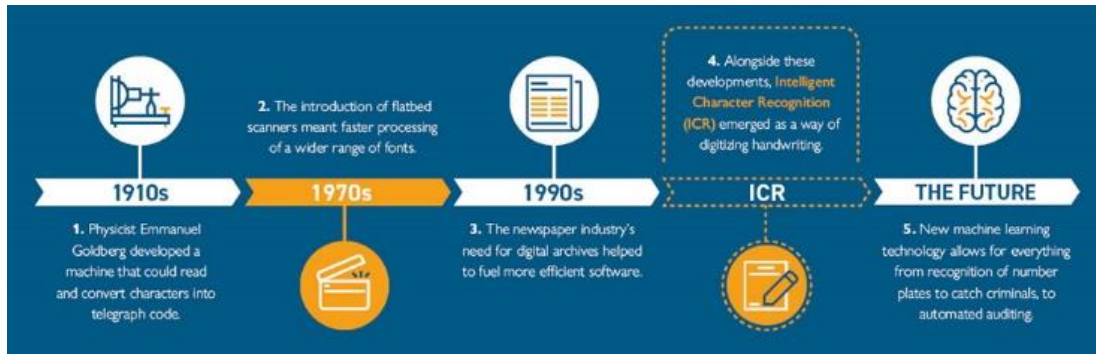 1910s
1. Physicist Emmanuel
Goldberg developed a
machine that could read
and convert characters into
telegraph code.
2. The introduction of flatbed
scanners meant faster processing
of a wider range of fonts.
1970s
1990s
3. The newspaper industry's
need for digital archives helped
to fuel more efficient software.
4. Alongside these
developments, Intelligent
Character Recognition
(ICR) emerged as a way of
digitizing handwriting.
ICR
THE FUTURE
5. New machine learning
technology allows for everything
from recognition of number
plates to catch criminals, to
automated auditing.